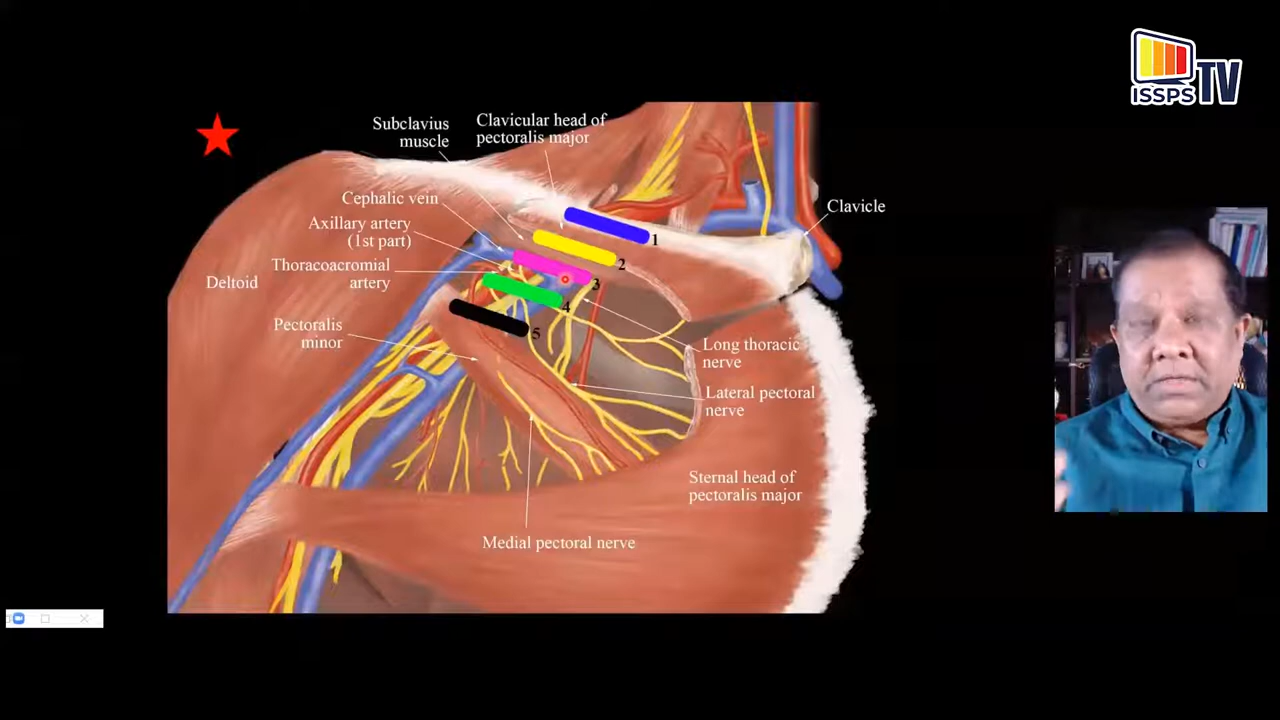 ISSPS TV
Subclavius
muscle
Clavicular head of
pectoralis major
Cephalic vein
Axillary artery
(1st part)
Thoracoacromial
artery
Deltoid
Pectoralis
minor
1
2
3
4
5
Clavicle
Long thoracic
nerve
Lateral pectoral
nerve
Sternal head of
pectoralis major
Medial pectoral nerve